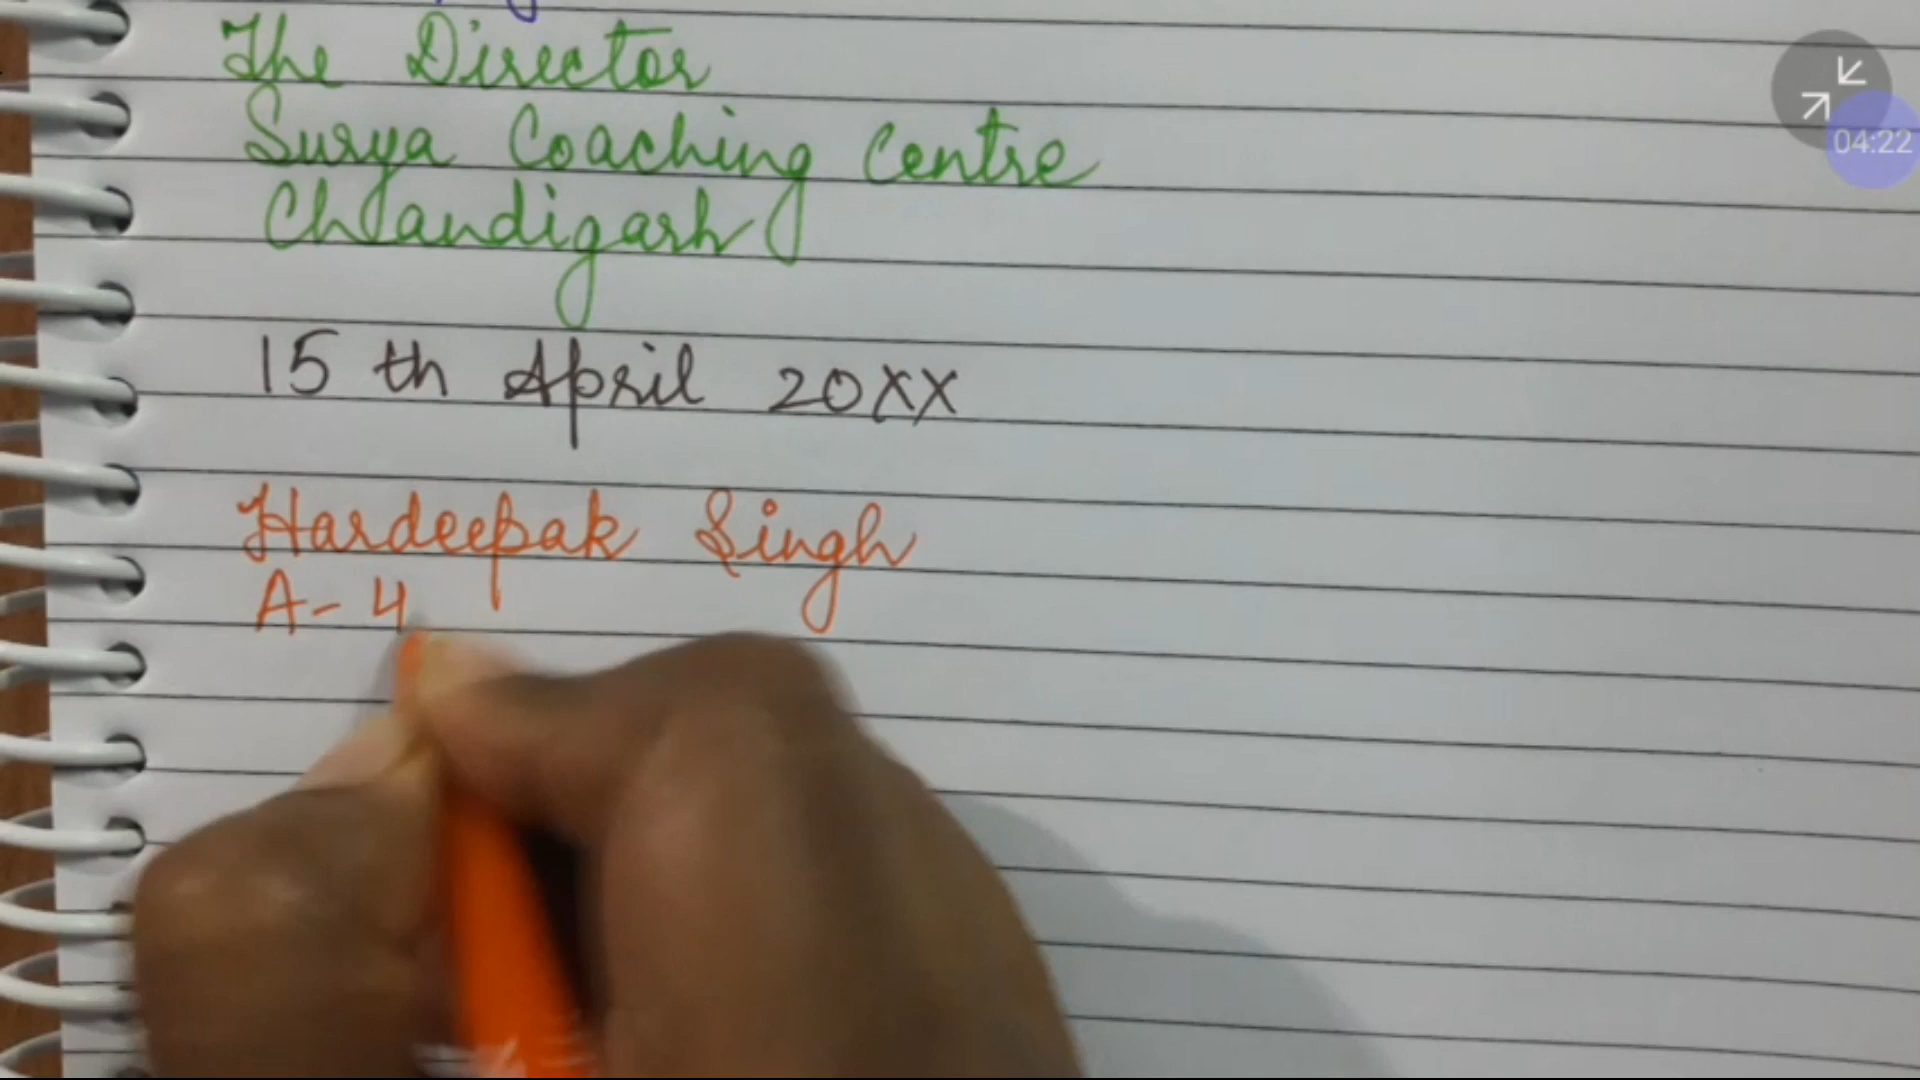 The Director
Surya Coaching Centre
Chandigarh
15 th April 20XX
Hardeepak Singh
A-4
04:22